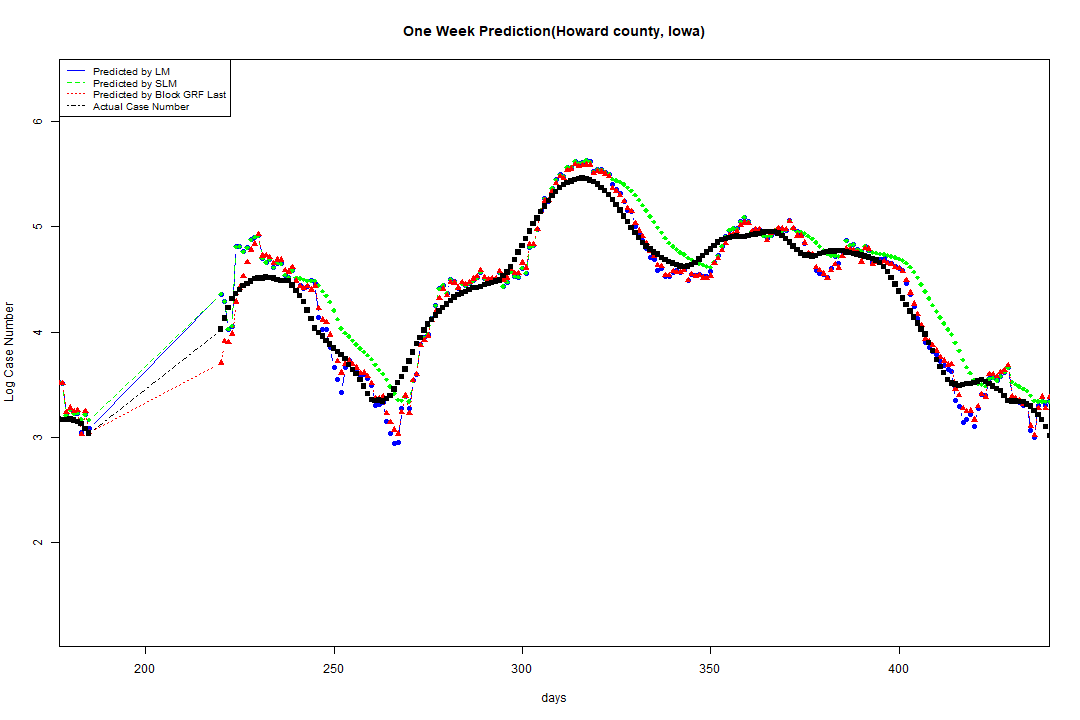 One Week Prediction(Howard county, Iowa)
Predicted by LM
Predicted by SLM
Predicted by Block GRF Last
Actual Case Number
Log Case Number
6
5
4
3
2
200 250 300 350 400
days